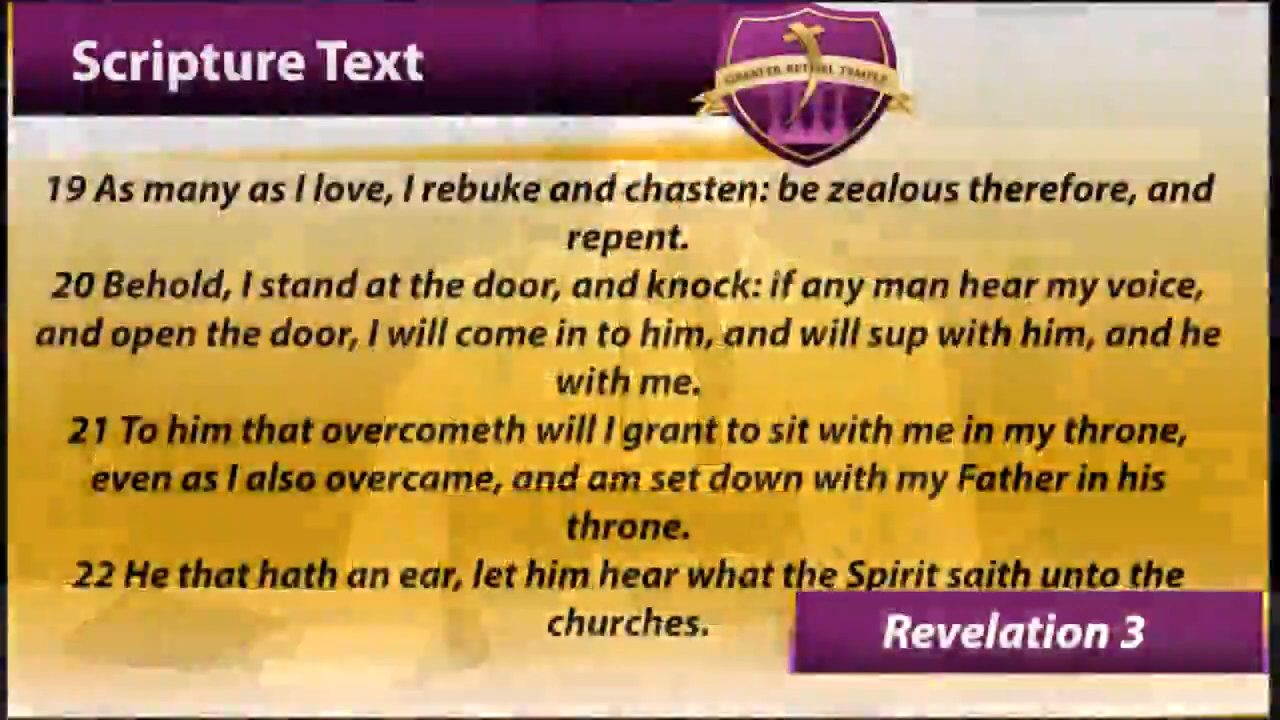 Scripture Text
GREATER BETHEL TEMPLE
19 As many as I love, I rebuke and chasten: be zealous therefore, and
repent.
20 Behold, I stand at the door, and knock: if any man hear my voice,
and open the door, I will come in to him, and will sup with him, and he
with me.
21 To him that overcometh will I grant to sit with me in my throne,
even as I also overcame, and am set down with my Father in his
throne.
22 He that hath an ear, let him hear what the Spirit saith unto the
churches.
Revelation 3